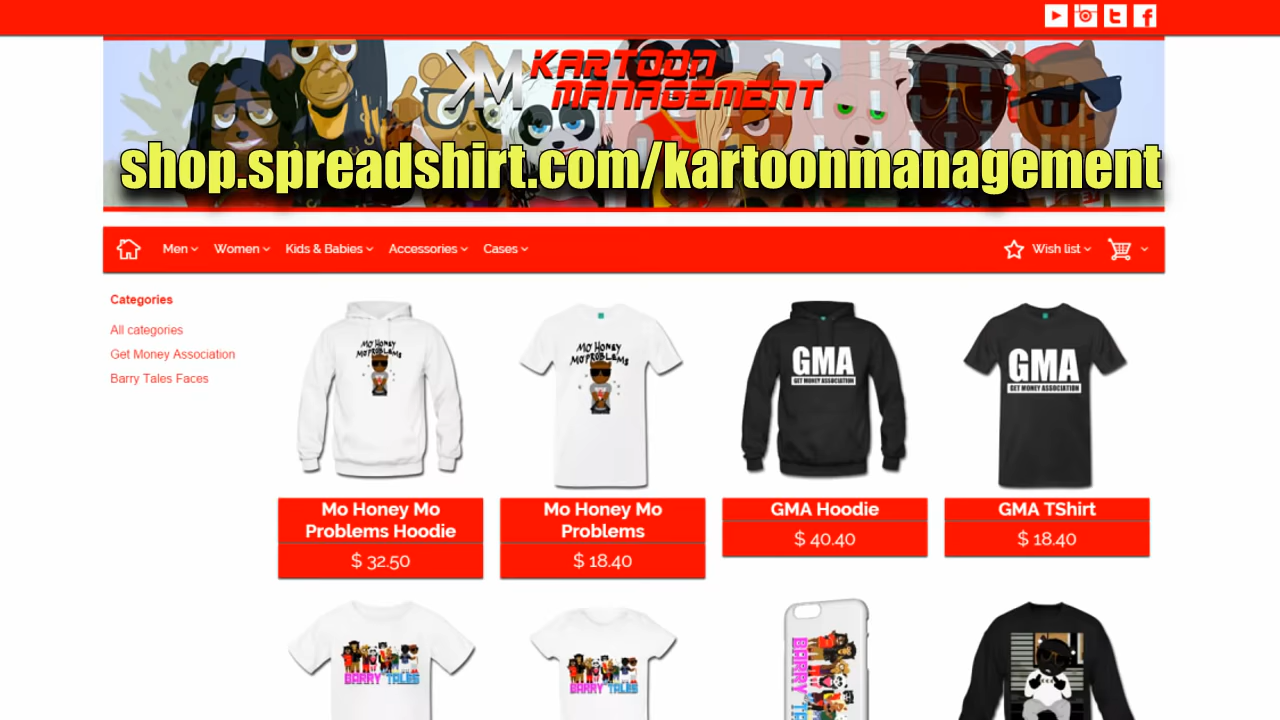 KM KARTOON
MANAGEMENT
shop.spreadshirt.com/kartoonmanagement
Men Women Kids & Babies Accessories Cases Wish list
Categories
All categories
Get Money Association
Barry Tales Faces
MO HONEY
MO PROBLEMS
MO HONEY
MO PROBLEMS
GMA
GET MONEY ASSOCIATION
GMA
GET MONEY ASSOCIATION
Mo Honey Mo
Problems Hoodie
$ 32.50
Mo Honey Mo
Problems
$ 18.40
GMA Hoodie
$ 40.40
GMA TShirt
$ 18.40
BARRY TALES
BARRY TALES
BARRY T